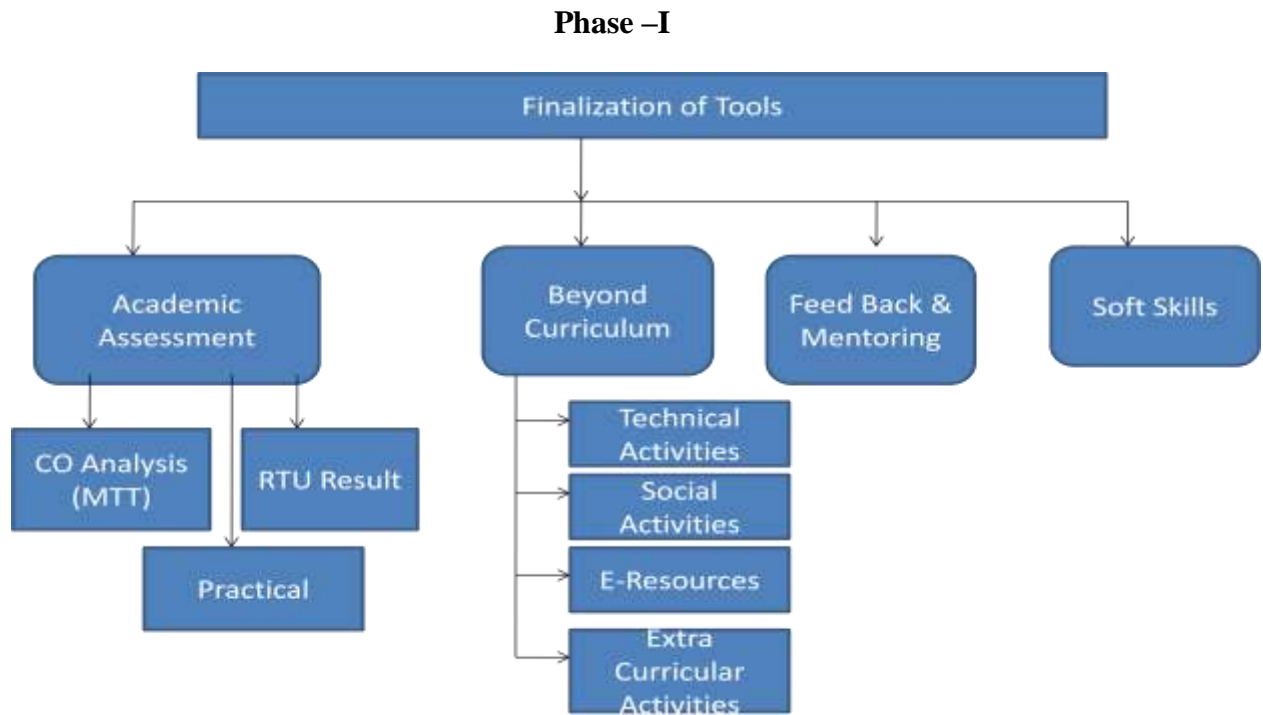 Phase –I
Finalization of Tools
Academic
Assessment
Beyond
Curriculum
Feed Back &
Mentoring
Soft Skills
CO Analysis
(MTT)
RTU Result
Practical
Technical
Activities
Social
Activities
E-Resources
Extra
Curricular
Activities